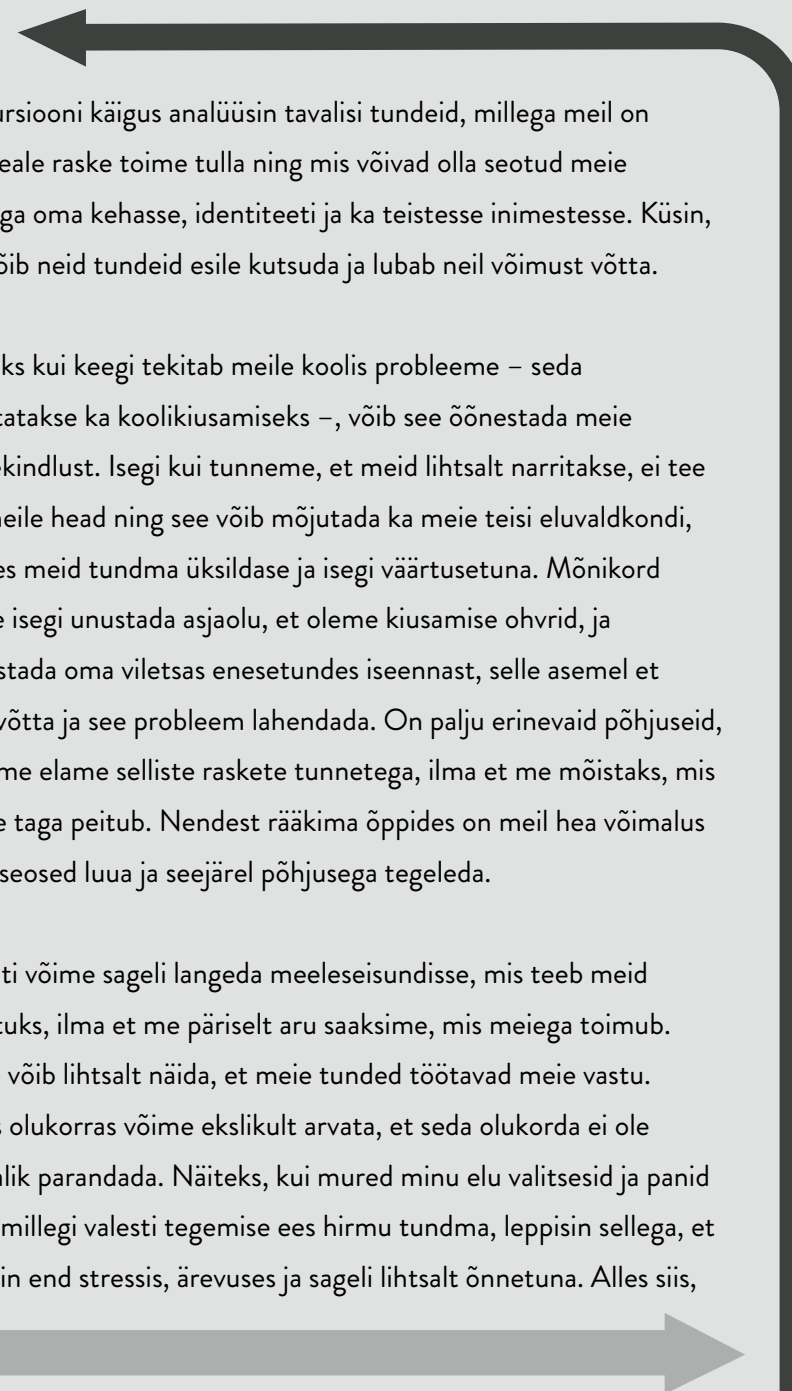 ursiooni käigus analüüsin tavalisi tundeid, millega meil on
eale raske toime tulla ning mis võivad olla seotud meie
ga oma kehasse, identiteeti ja ka teistesse inimestesse. Küsin,
õib neid tundeid esile kutsuda ja lubab neil võimust võtta.
ks kui keegi tekitab meile koolis probleeme – seda
tatakse ka koolikiusamiseks –, võib see õõnestada meie
ekindlust. Isegi kui tunneme, et meid lihtsalt narritakse, ei tee
eile head ning see võib mõjutada ka meie teisi eluvaldkondi,
es meid tundma üksildase ja isegi väärtusetuna. Mõnikord
e isegi unustada asjaolu, et oleme kiusamise ohvrid, ja
stada oma viletsas enesetundes iseennast, selle asemel et
võtta ja see probleem lahendada. On palju erinevaid põhjuseid,
me elame selliste raskete tunnetega, ilma et me mõistaks, mis
e taga peitub. Nendest rääkima õppides on meil hea võimalus
seosed luua ja seejärel põhjusega tegeleda.
ti võime sageli langeda meeleseisundisse, mis teeb meid
tuks, ilma et me päriselt aru saaksime, mis meiega toimub.
võib lihtsalt näida, et meie tunded töötavad meie vastu.
s olukorras võime ekslikult arvata, et seda olukorda ei ole
alik parandada. Näiteks, kui mured minu elu valitsesid ja panid
millegi valesti tegemise ees hirmu tundma, leppisin sellega, et
in end stressis, ärevuses ja sageli lihtsalt õnnetuna. Alles siis,